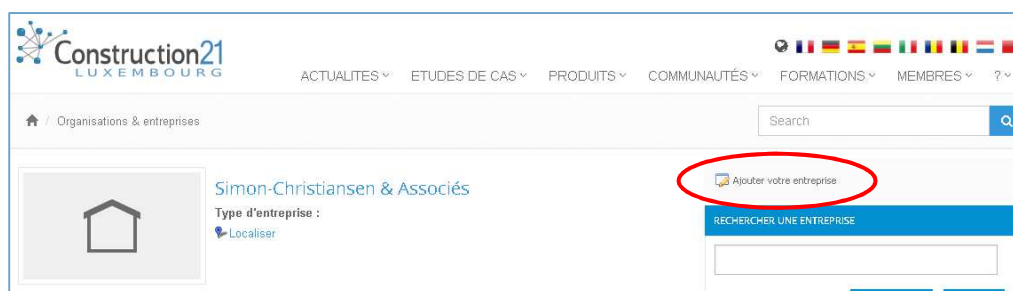 Construction21
LUXEMBOURG
ACTUALITES ETUDES DE CAS PRODUITS COMMUNAUTÉS FORMATIONS MEMBRES ?
/ Organisations & entreprises
Search
Simon-Christiansen & Associés
Type d'entreprise :
Localiser
Ajouter votre entreprise
RECHERCHER UNE ENTREPRISE